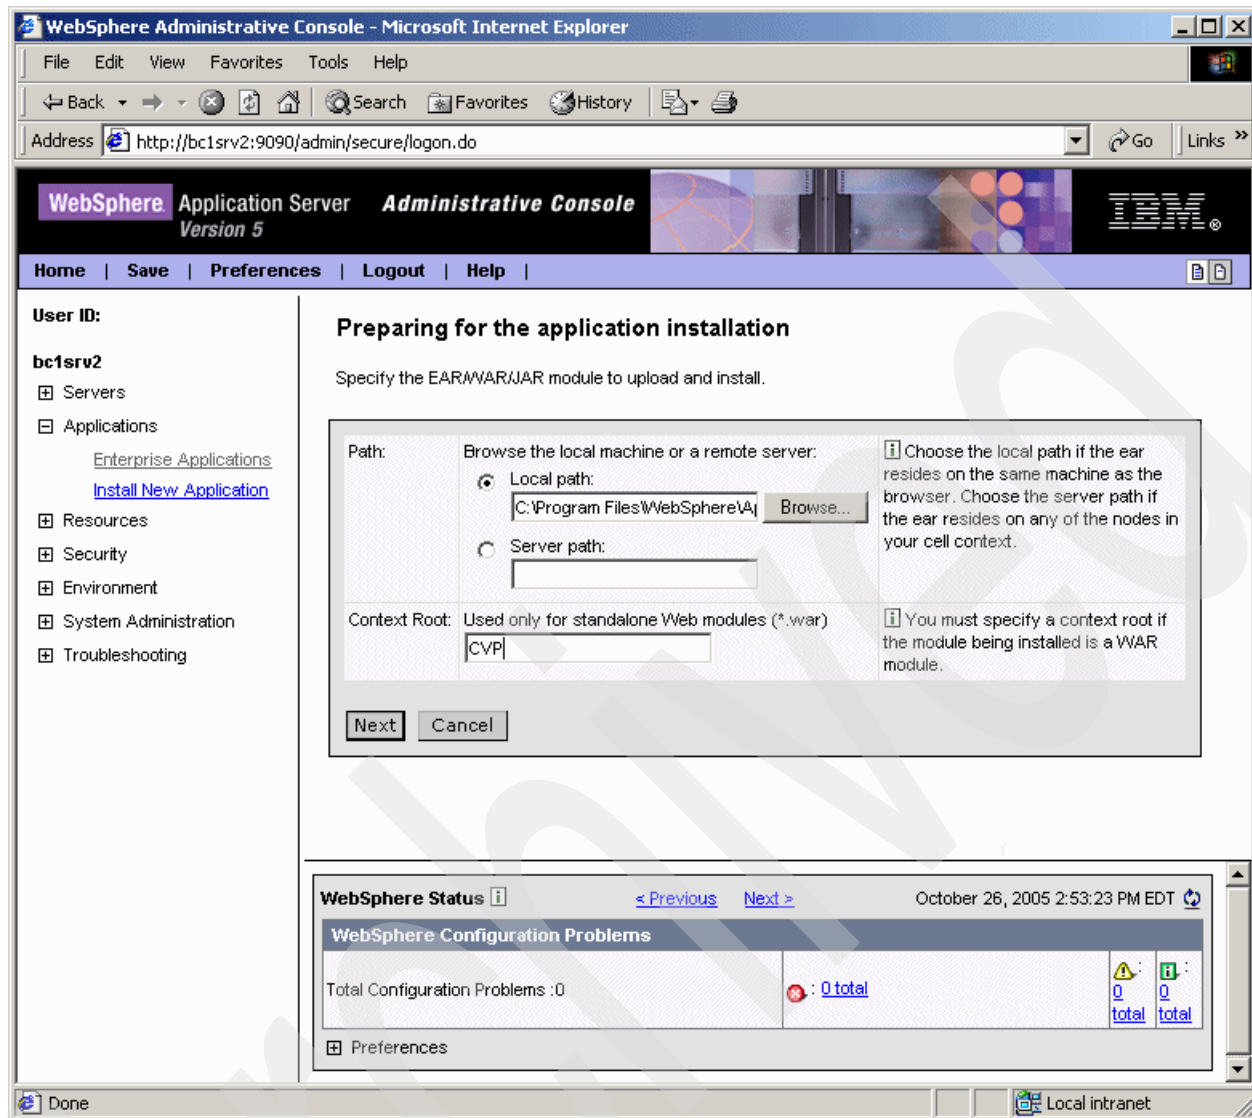 WebSphere Administrative Console - Microsoft Internet Explorer
File Edit View Favorites Tools Help
Back Search Favorites History
Address http://bc1srv2:9090/admin/secure/logon.do Go Links »
WebSphere Application Server Administrative Console
Version 5
IBM®
Home | Save | Preferences | Logout | Help |
User ID:
bc1srv2
Servers
Applications
Enterprise Applications
Install New Application
Resources
Security
Environment
System Administration
Troubleshooting
Preparing for the application installation
Specify the EAR/WAR/JAR module to upload and install.
Path:
Browse the local machine or a remote server:
Local path:
C:\Program Files\WebSphere\Ap
Browse...
Server path:
i Choose the local path if the ear
resides on the same machine as the
browser. Choose the server path if
the ear resides on any of the nodes in
your cell context.
Context Root:
Used only for standalone Web modules (*.war)
CVP
i You must specify a context root if
the module being installed is a WAR
module.
Next Cancel
WebSphere Status i < Previous Next > October 26, 2005 2:53:23 PM EDT
WebSphere Configuration Problems
Total Configuration Problems :0
: 0 total
: 0 total
: 0 total
Preferences
Done
Local intranet